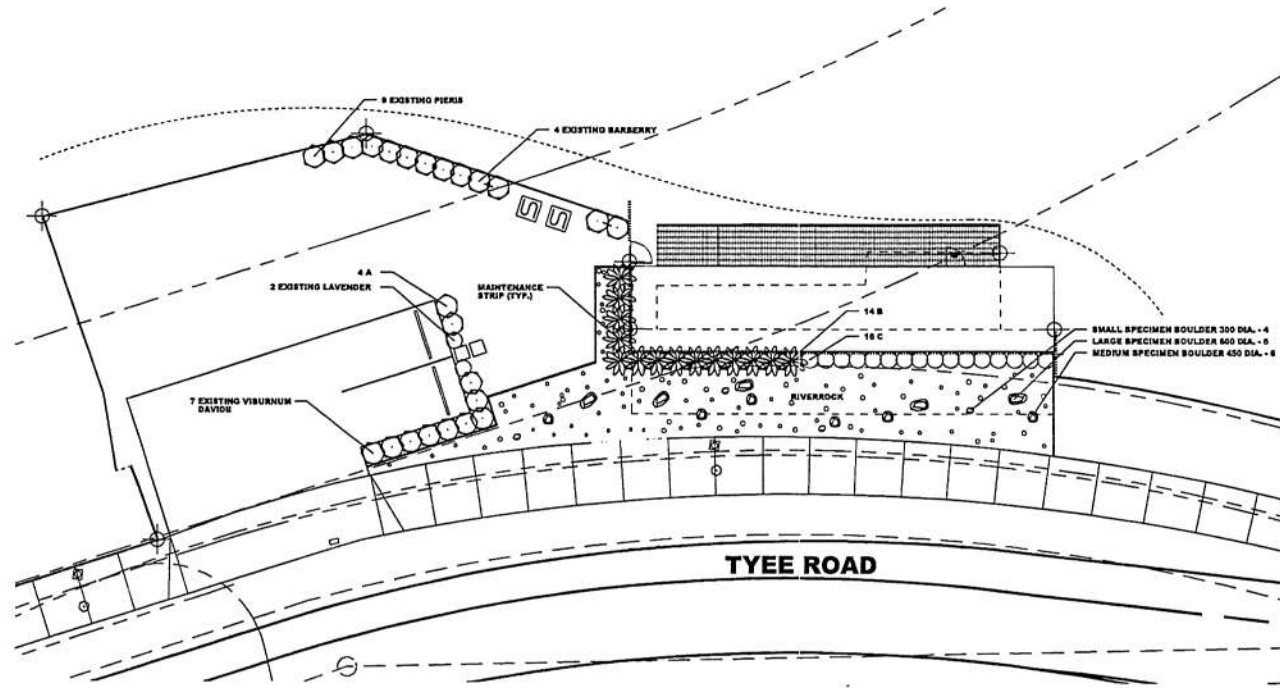 9 EXISTING PIERIS
4 EXISTING BARBERRY
4 A
2 EXISTING LAVENDER
MAINTENANCE
STRIP (TYP.)
14 B
16 C
SMALL SPECIMEN BOULDER 300 DIA. - 4
LARGE SPECIMEN BOULDER 600 DIA. - 5
MEDIUM SPECIMEN BOULDER 450 DIA. - 6
RIVERROCK
7 EXISTING VIBURNUM
DAVIDII
TYEE ROAD